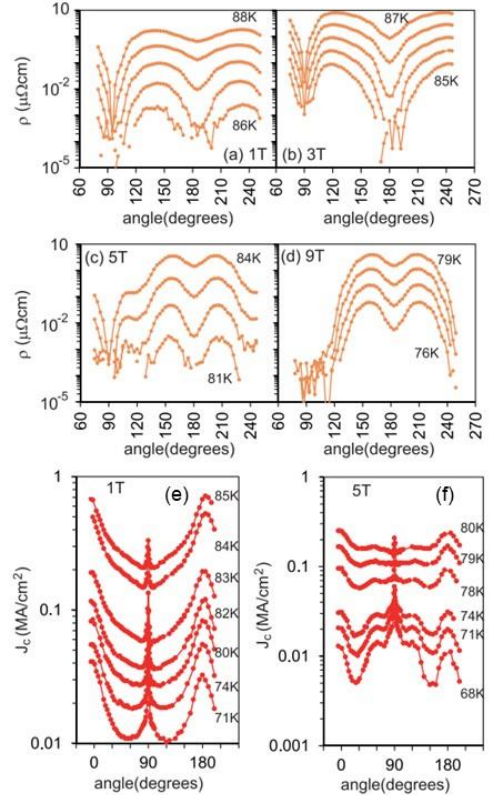 10
10⁻²
10⁻⁵
ρ (μΩcm)
88K
86K
(a) 1T
87K
85K
(b) 3T
60 90 120 150 180 210 240
60 90 120 150 180 210 240 270
angle(degrees)
angle(degrees)
10
10⁻²
10⁻⁵
ρ (μΩcm)
(c) 5T
84K
81K
(d) 9T
79K
76K
60 90 120 150 180 210 240
60 90 120 150 180 210 240 270
angle(degrees)
angle(degrees)
1
0.1
0.01
J_c (MA/cm²)
1T
(e)
85K
84K
83K
82K
80K
74K
71K
0 90 180
angle(degrees)
1
0.1
0.01
0.001
J_c (MA/cm²)
5T
(f)
80K
79K
78K
74K
71K
68K
0 90 180
angle(degrees)